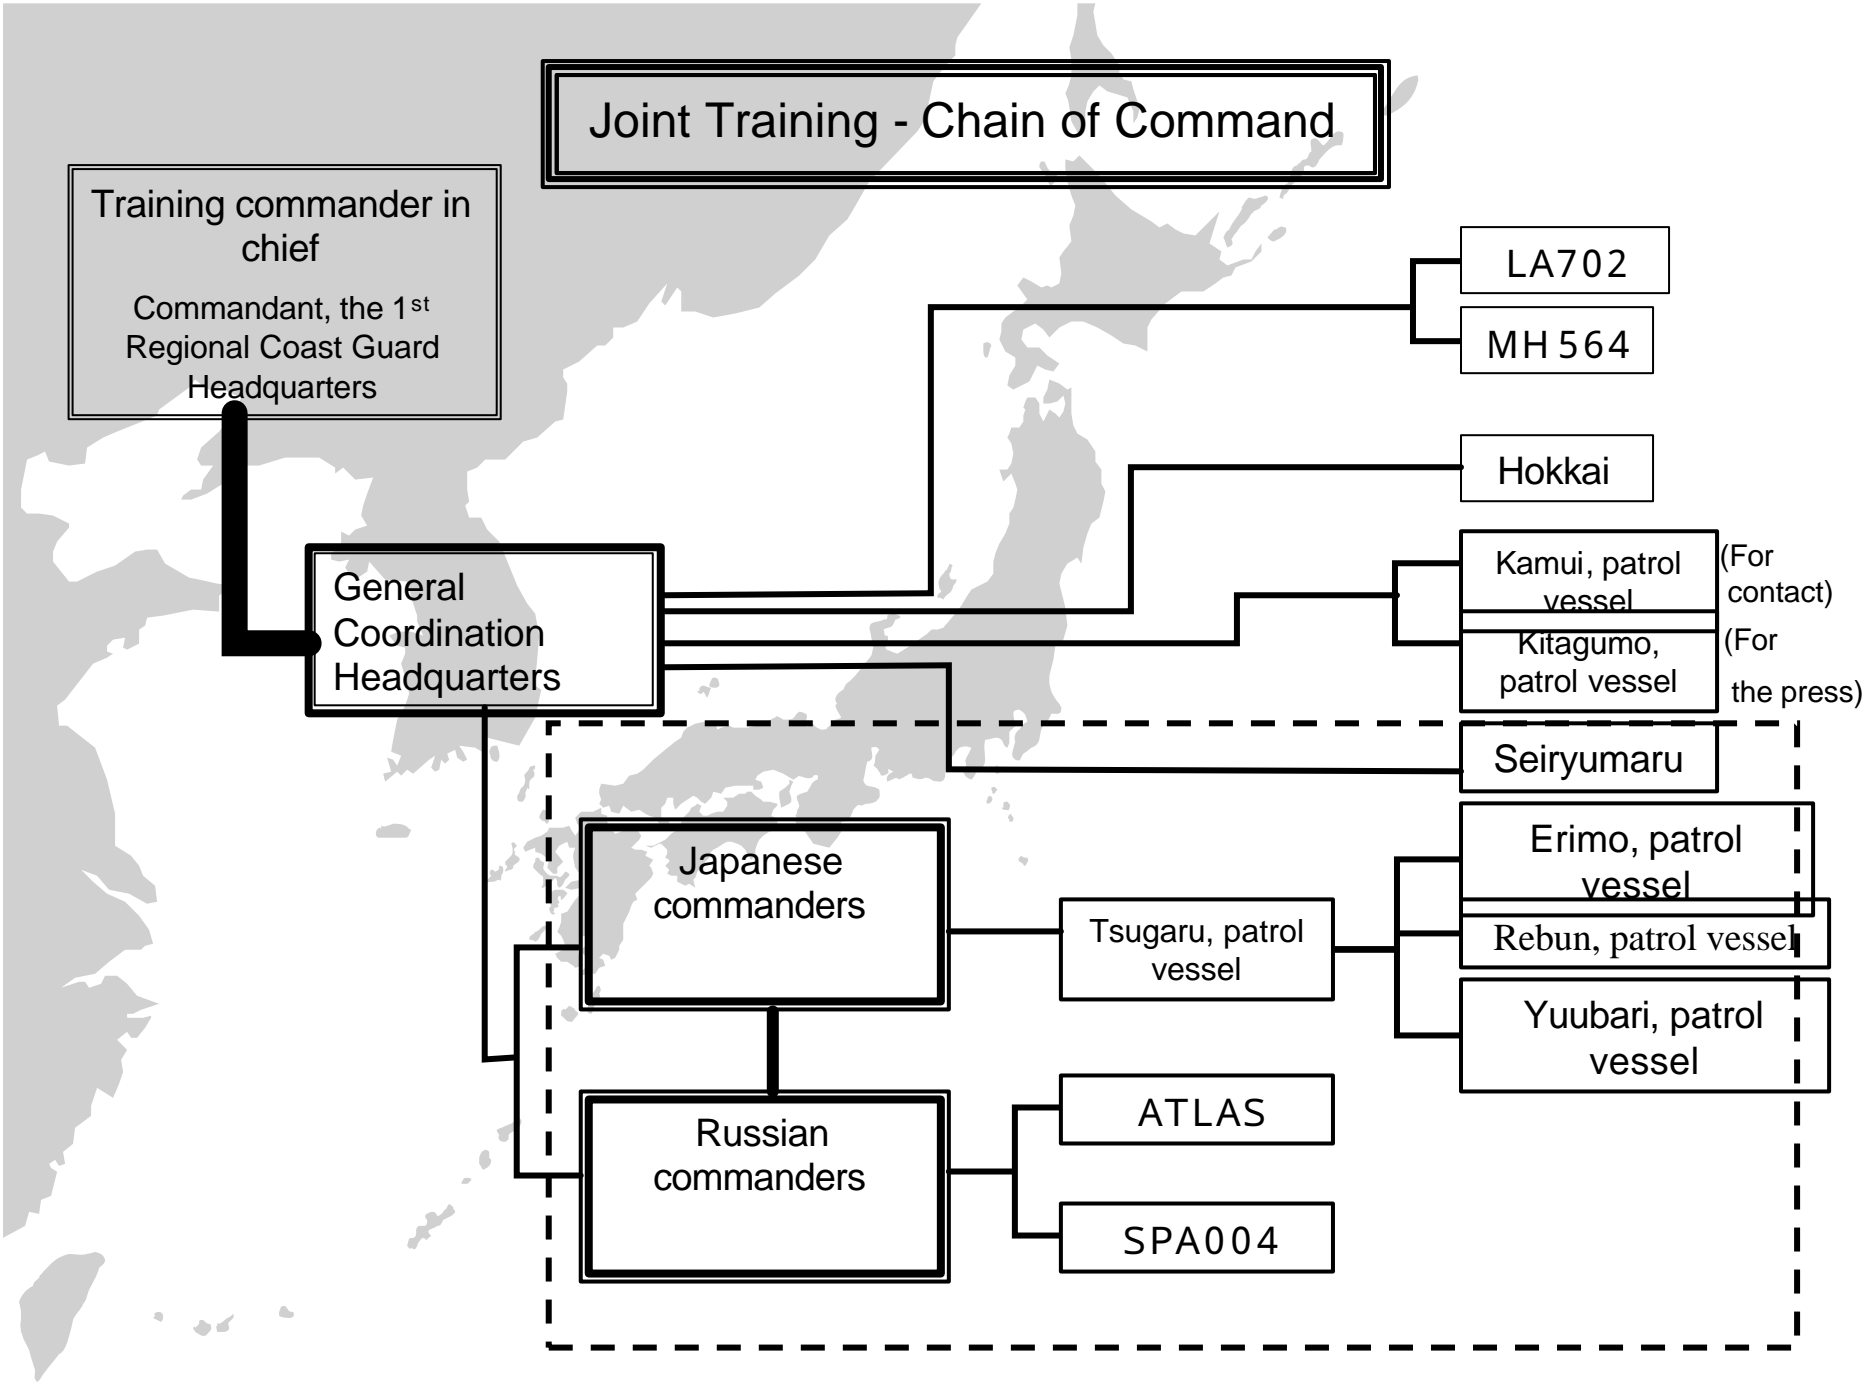 Joint Training - Chain of Command
Training commander in
chief
Commandant, the 1st
Regional Coast Guard
Headquarters
LA702
MH 564
Hokkai
General
Coordination
Headquarters
Kamui, patrol
vessel
(For
contact)
Kitagumo,
patrol vessel
(For
the press)
Seiryumaru
Japanese
commanders
Tsugaru, patrol
vessel
Erimo, patrol
vessel
Rebun, patrol vessel
Yuubari, patrol
vessel
Russian
commanders
ATLAS
SPA004